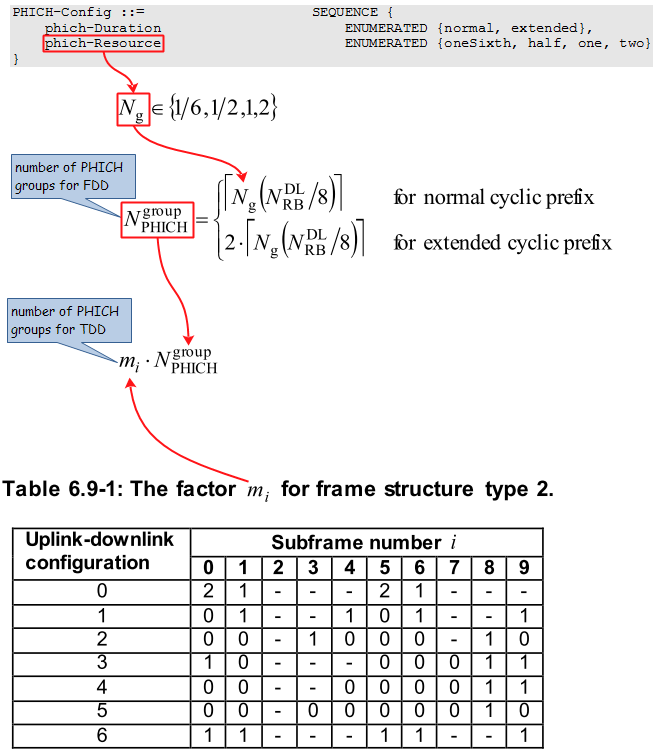 PHICH-Config ::= SEQUENCE {
phich-Duration ENUMERATED {normal, extended},
phich-Resource ENUMERATED {oneSixth, half, one, two}
}
N_g ∈ {1/6,1/2,1,2}
number of PHICH
groups for FDD
N_PHICH^group = { ⌈N_g(N_RB^DL/8)⌉ for normal cyclic prefix
2·⌈N_g(N_RB^DL/8)⌉ for extended cyclic prefix
number of PHICH
groups for TDD
m_i · N_PHICH^group
Table 6.9-1: The factor m_i for frame structure type 2.
Uplink-downlink configuration Subframe number i
0 1 2 3 4 5 6 7 8 9
0 2 1 - - - 2 1 - - -
1 0 1 - - 1 0 1 - - 1
2 0 0 - 1 0 0 0 - 1 0
3 1 0 - - - 0 0 0 1 1
4 0 0 - - 0 0 0 0 1 1
5 0 0 - 0 0 0 0 0 1 0
6 1 1 - - - 1 1 - - 1